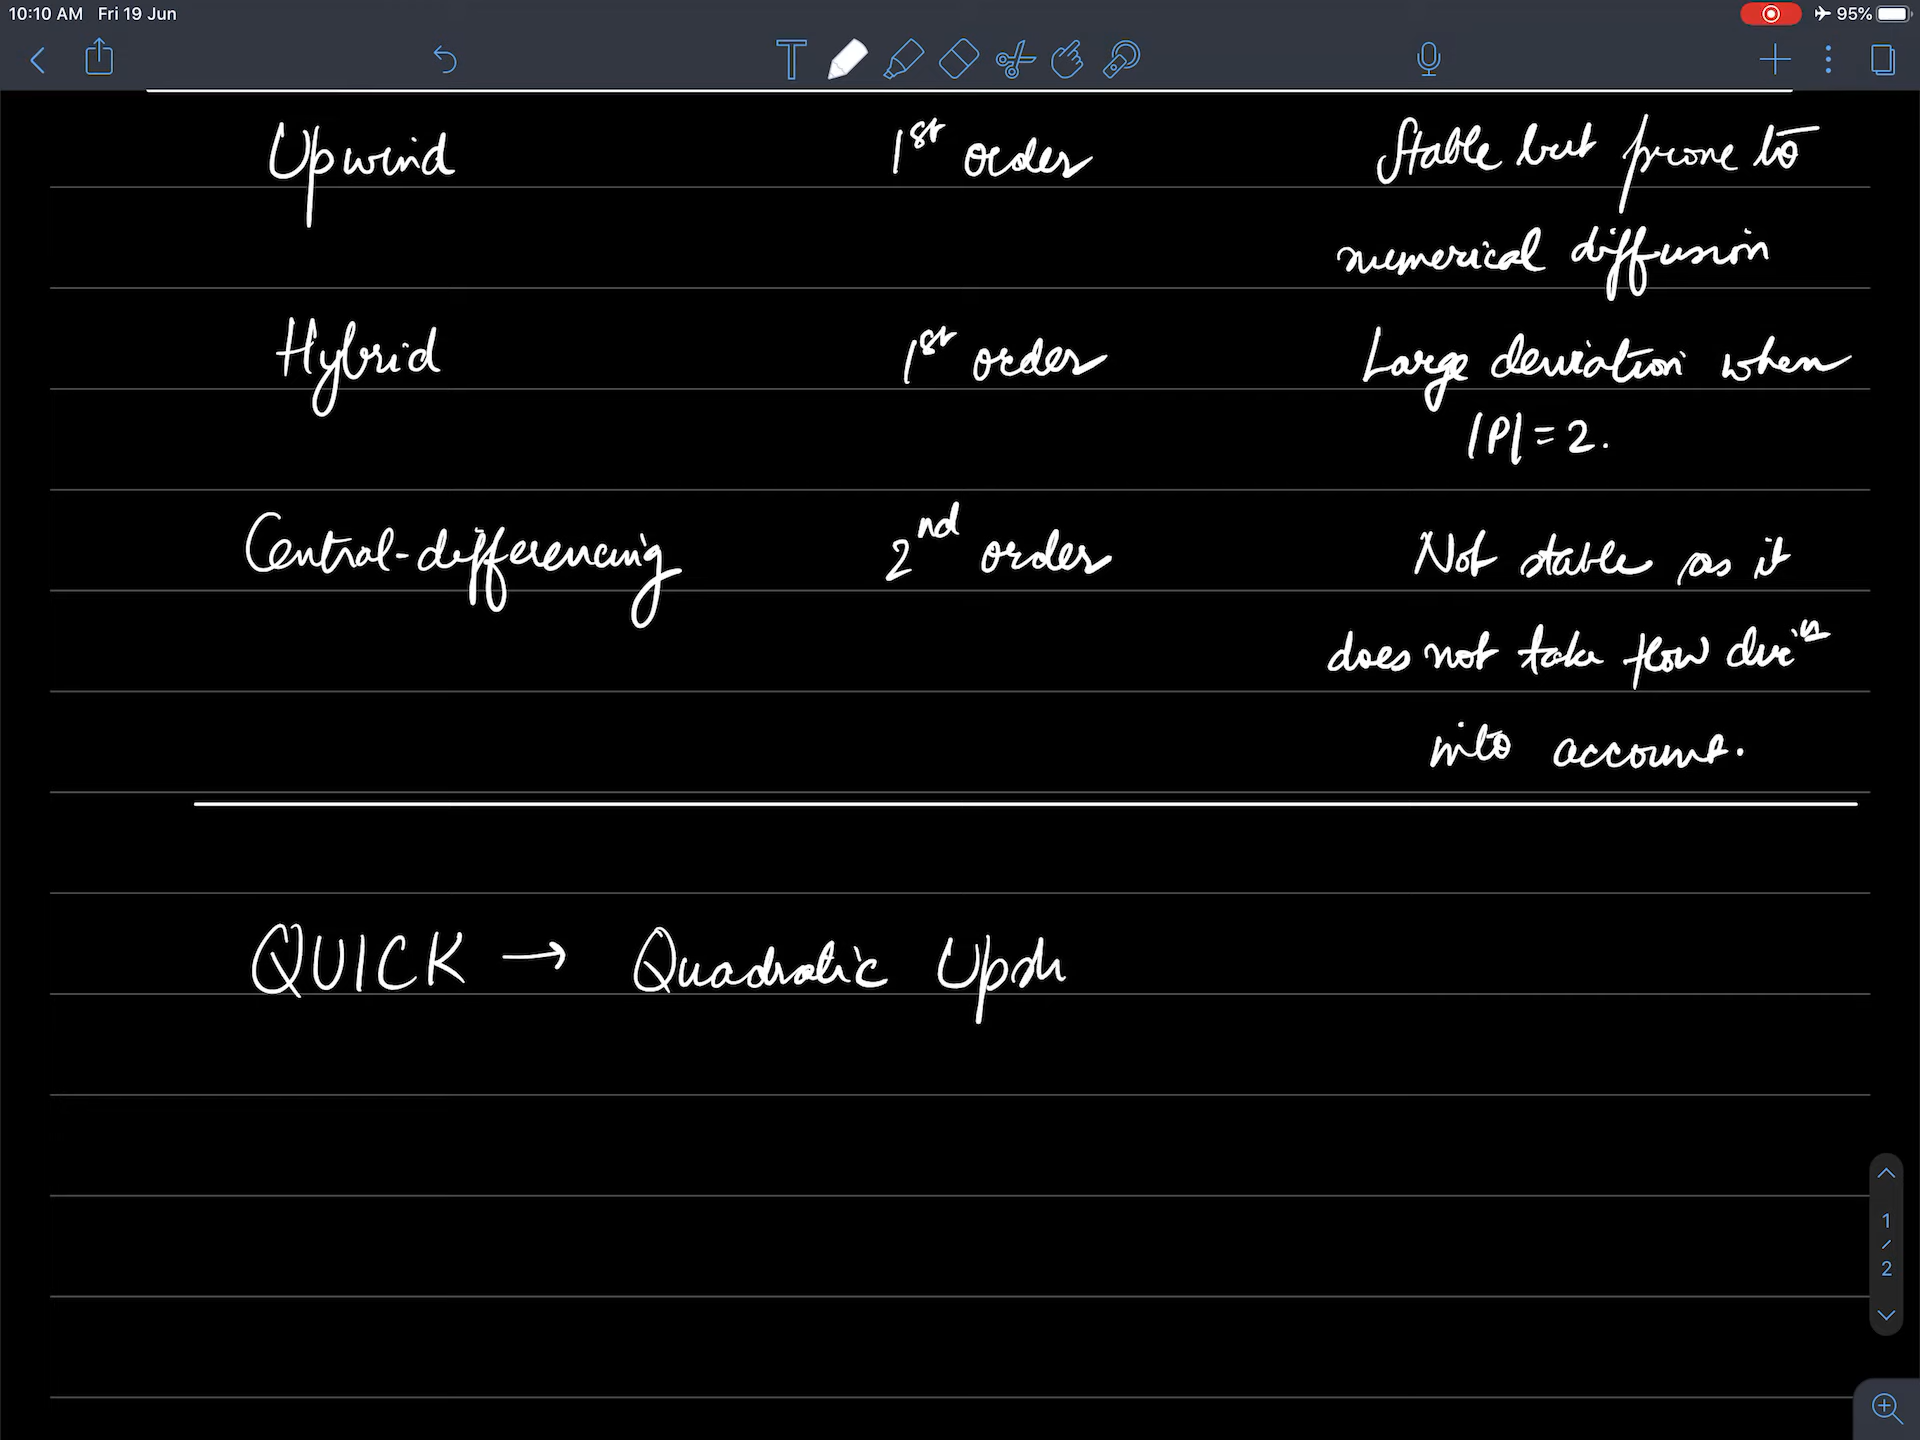 10:10 AM Fri 19 Jun
95%
Upwind 1st order Stable but prone to
numerical diffusion
Hybrid 1st order Large deviation when
|P| = 2.
Central-differencing 2nd order Not stable as it
does not take flow dirⁿ
into account.
QUICK → Quadratic Upst
1
/
2